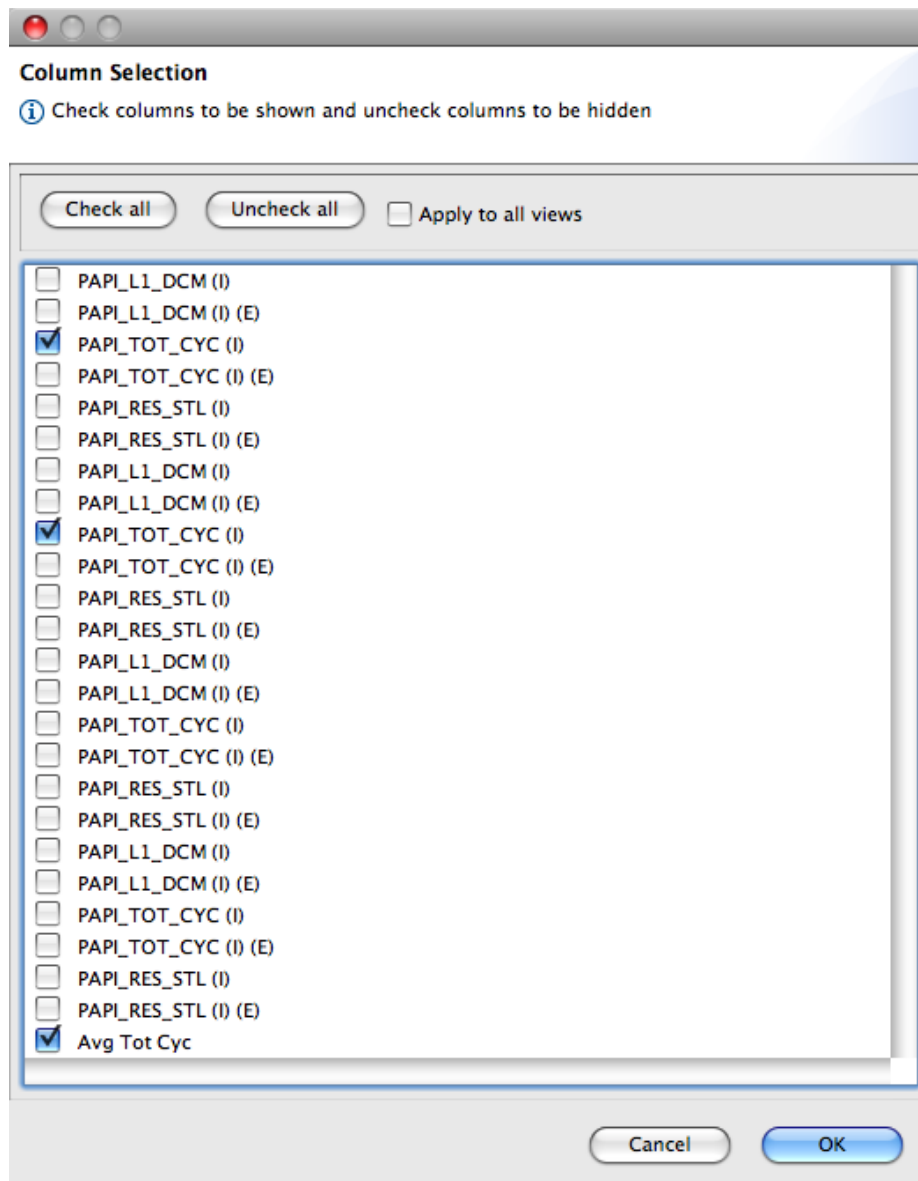 Column Selection
Check columns to be shown and uncheck columns to be hidden
Check all Uncheck all Apply to all views
PAPI_L1_DCM (I)
PAPI_L1_DCM (I) (E)
PAPI_TOT_CYC (I)
PAPI_TOT_CYC (I) (E)
PAPI_RES_STL (I)
PAPI_RES_STL (I) (E)
PAPI_L1_DCM (I)
PAPI_L1_DCM (I) (E)
PAPI_TOT_CYC (I)
PAPI_TOT_CYC (I) (E)
PAPI_RES_STL (I)
PAPI_RES_STL (I) (E)
PAPI_L1_DCM (I)
PAPI_L1_DCM (I) (E)
PAPI_TOT_CYC (I)
PAPI_TOT_CYC (I) (E)
PAPI_RES_STL (I)
PAPI_RES_STL (I) (E)
PAPI_L1_DCM (I)
PAPI_L1_DCM (I) (E)
PAPI_TOT_CYC (I)
PAPI_TOT_CYC (I) (E)
PAPI_RES_STL (I)
PAPI_RES_STL (I) (E)
Avg Tot Cyc
Cancel OK